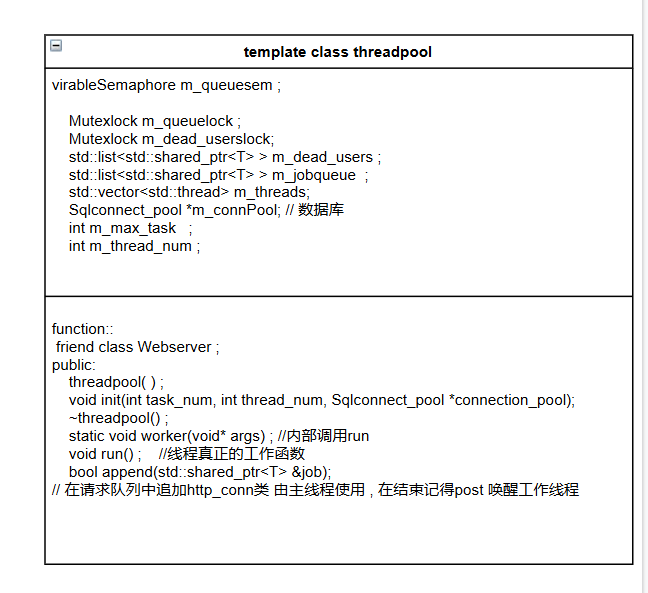 template class threadpool
virableSemaphore m_queuesem ;
Mutexlock m_queuelock ;
Mutexlock m_dead_userslock;
std::list<std::shared_ptr<T> > m_dead_users ;
std::list<std::shared_ptr<T> > m_jobqueue  ;
std::vector<std::thread> m_threads;
Sqlconnect_pool *m_connPool; // 数据库
int m_max_task   ;
int m_thread_num ;
function::
friend class Webserver ;
public:
threadpool( ) ;
void init(int task_num, int thread_num, Sqlconnect_pool *connection_pool);
~threadpool() ;
static void worker(void* args) ; //内部调用run
void run() ;    //线程真正的工作函数
bool append(std::shared_ptr<T> &job);
// 在请求队列中追加http_conn类 由主线程使用 , 在结束记得post 唤醒工作线程